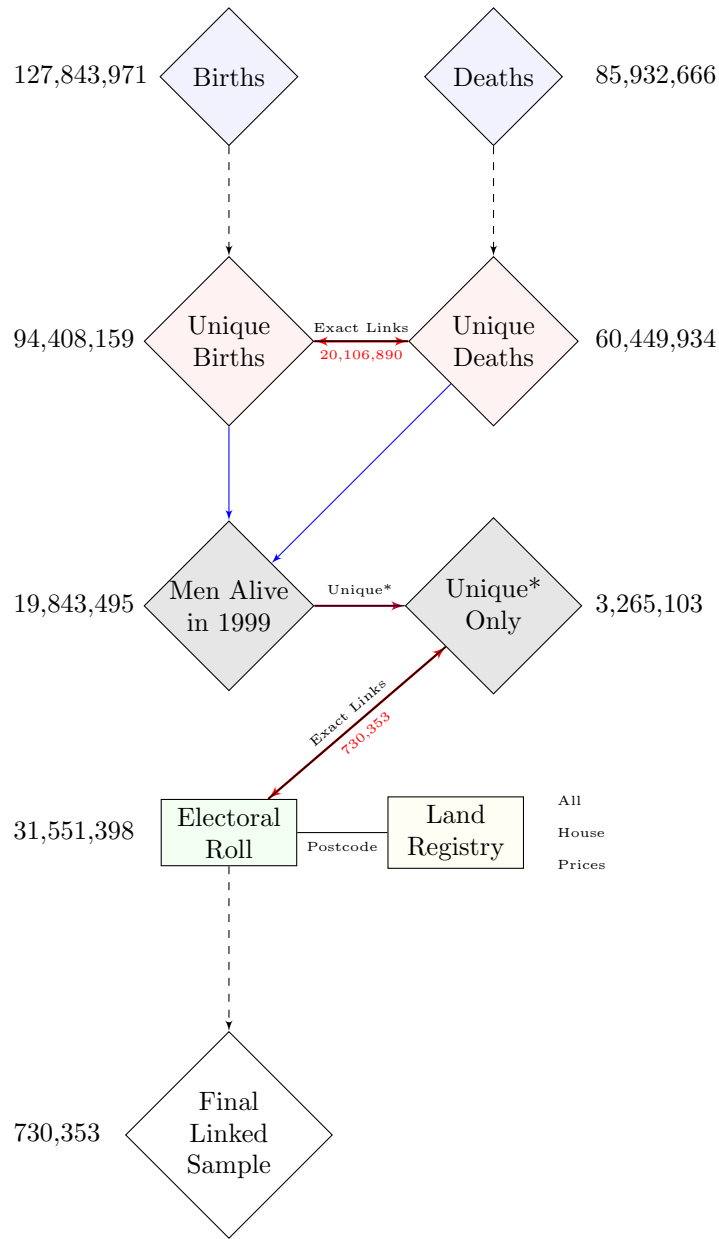 127,843,971
Births
Deaths
85,932,666
94,408,159
Unique
Births
Exact Links
20,106,890
Unique
Deaths
60,449,934
19,843,495
Men Alive
in 1999
Unique*
Unique*
Only
3,265,103
Exact Links
730,353
31,551,398
Electoral
Roll
Postcode
Land
Registry
All
House
Prices
730,353
Final
Linked
Sample